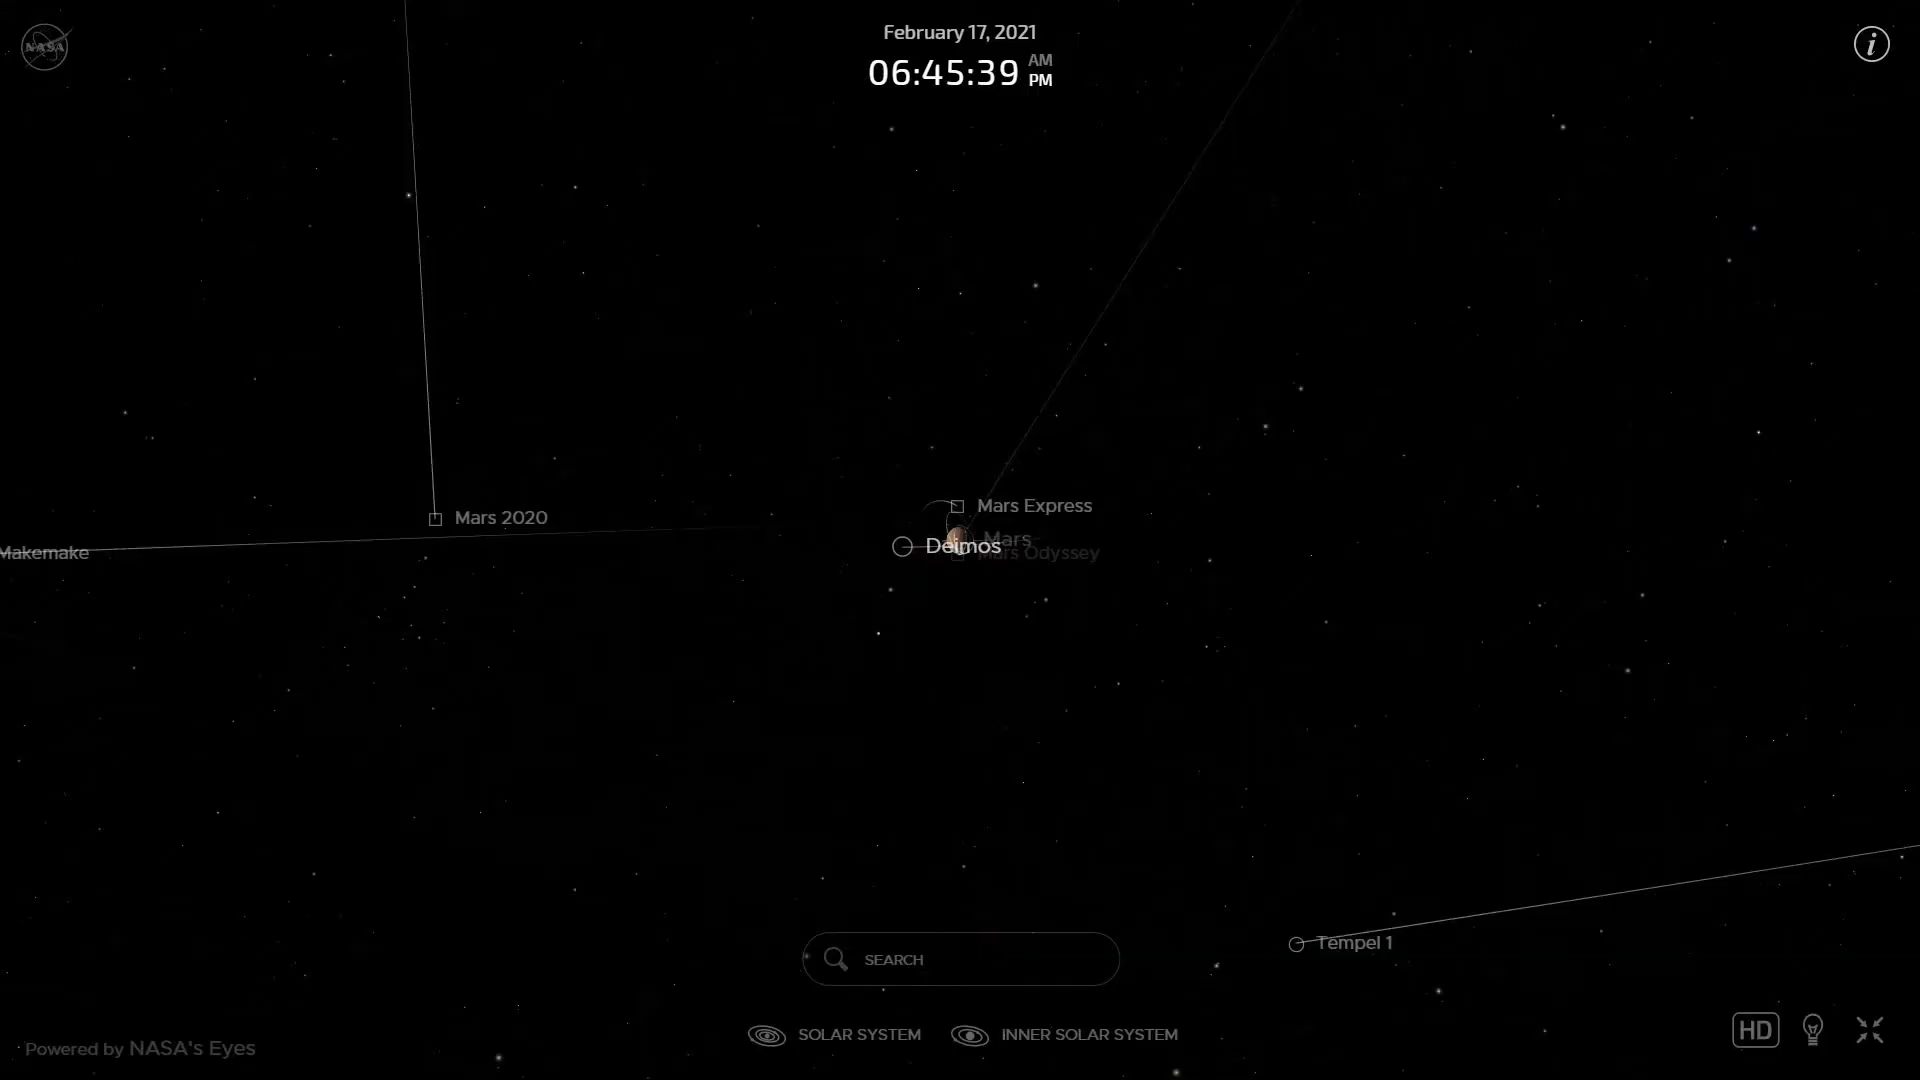 NASA
February 17, 2021
06:45:39 AM
PM
Mars Express
Mars 2020
Mars
Deimos
Mars Odyssey
Makemake
Tempel 1
SEARCH
SOLAR SYSTEM
INNER SOLAR SYSTEM
HD
Powered by NASA's Eyes